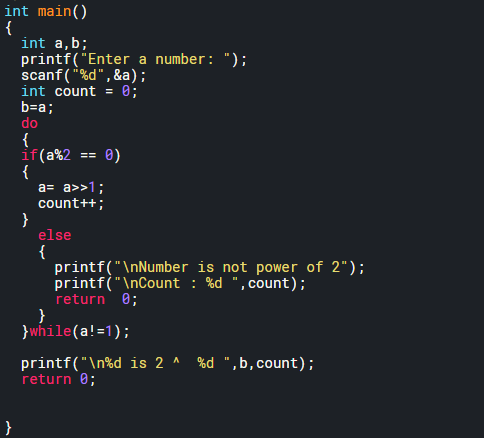 int main()
{
  int a,b;
  printf("Enter a number: ");
  scanf("%d",&a);
  int count = 0;
  b=a;
  do
  {
  if(a%2 == 0)
  {
    a= a>>1;
    count++;
  }
    else
    {
      printf("\nNumber is not power of 2");
      printf("\nCount : %d ",count);
      return  0;
    }
  }while(a!=1);

  printf("\n%d is 2 ^  %d ",b,count);
  return 0;


}